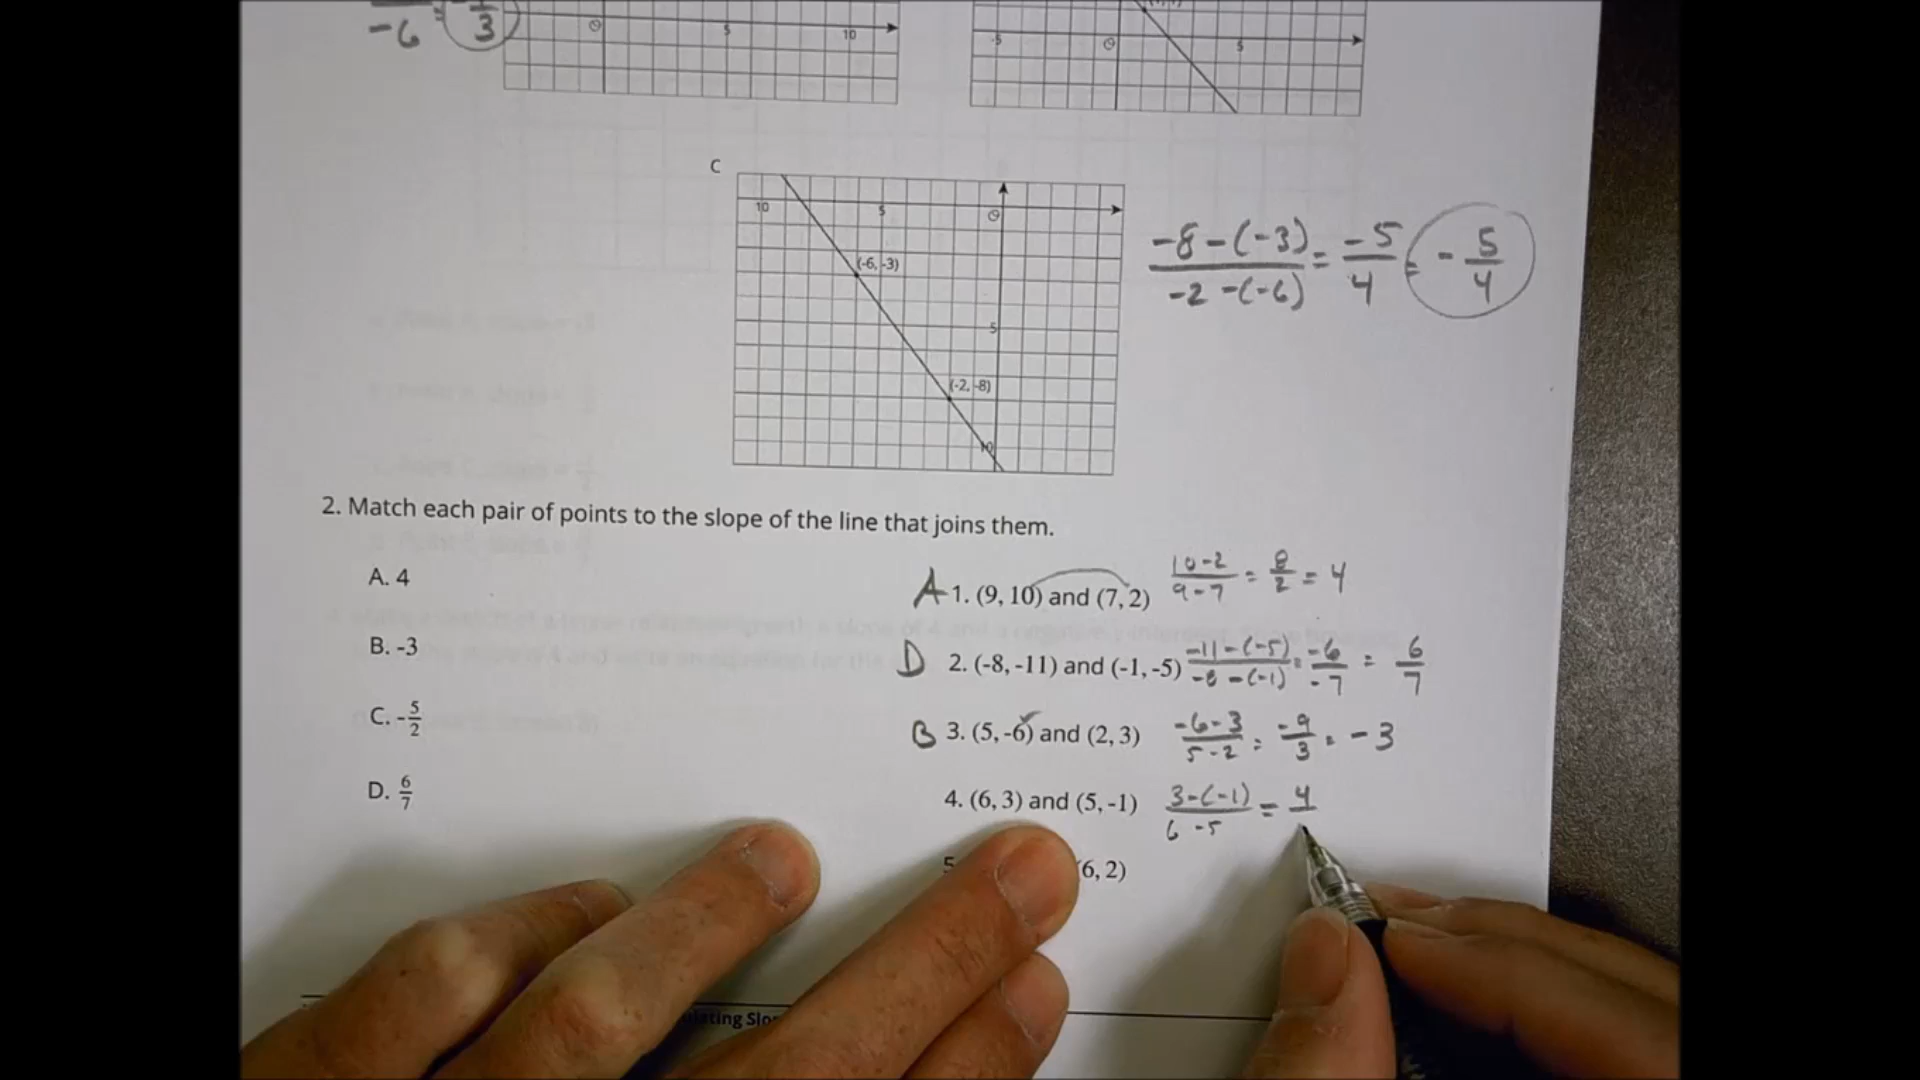 -6 = 3
5 10
-5 5
C
10 5
(-6, -3)
5
(-2, -8)
10
-8 - (-3) / -2 - (-6) = -5 / 4 = - 5/4
2. Match each pair of points to the slope of the line that joins them.
A. 4
B. -3
C. -5/2
D. 6/7
A 1. (9, 10) and (7, 2) 10-2 / 9-7 = 8/2 = 4
D 2. (-8, -11) and (-1, -5) -11-(-5) / -8-(-1) = -6/-7 = 6/7
B 3. (5, -6) and (2, 3) -6-3 / 5-2 = -9/3 = -3
4. (6, 3) and (5, -1) 3-(-1) / 6-5 = 4
5 (6, 2)